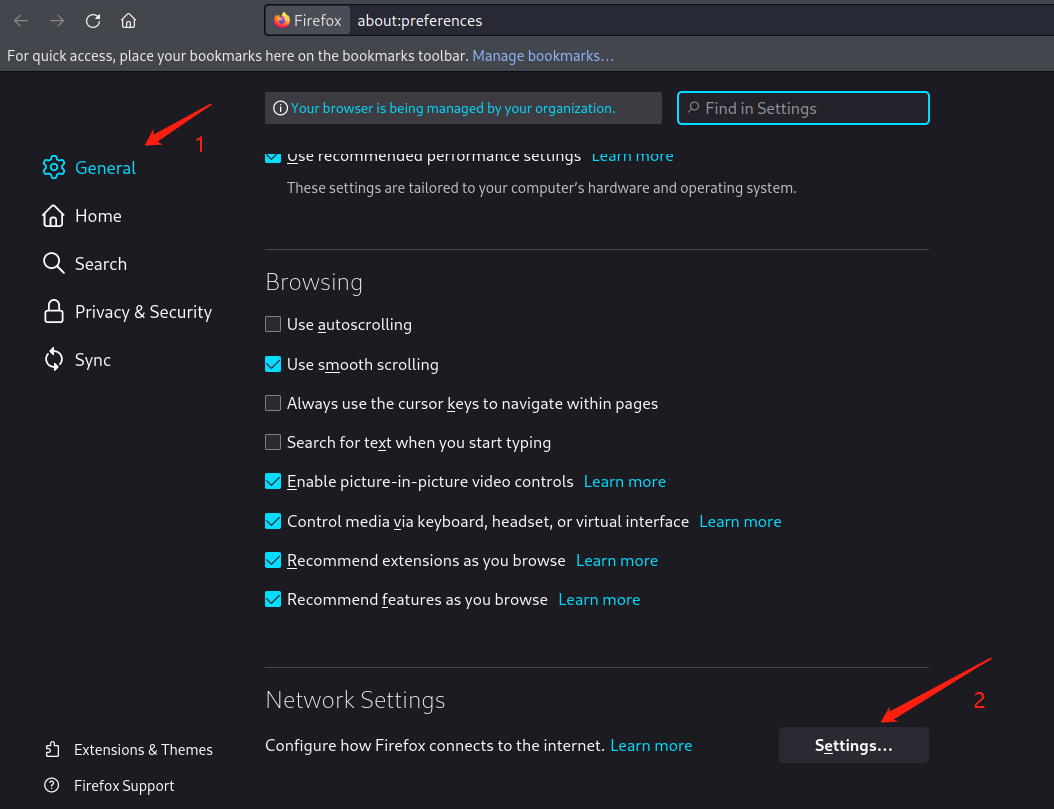 Firefox about:preferences
For quick access, place your bookmarks here on the bookmarks toolbar. Manage bookmarks…
Your browser is being managed by your organization.
Find in Settings
1
General
Home
Search
Privacy & Security
Sync
Use recommended performance settings Learn more
These settings are tailored to your computer’s hardware and operating system.
Browsing
Use autoscrolling
Use smooth scrolling
Always use the cursor keys to navigate within pages
Search for text when you start typing
Enable picture-in-picture video controls Learn more
Control media via keyboard, headset, or virtual interface Learn more
Recommend extensions as you browse Learn more
Recommend features as you browse Learn more
Network Settings
2
Configure how Firefox connects to the internet. Learn more
Settings…
Extensions & Themes
Firefox Support